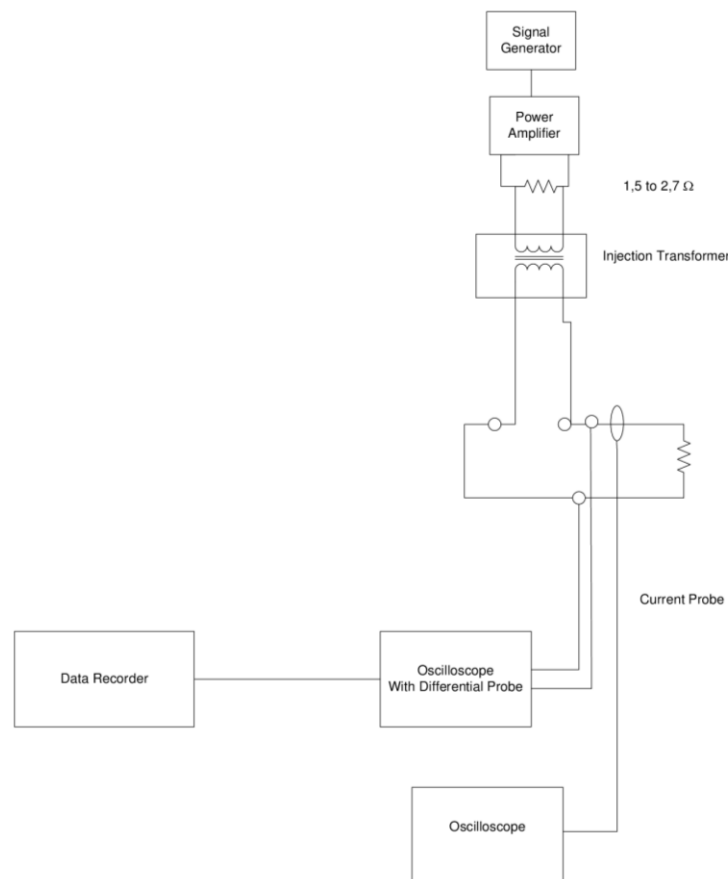 Signal
Generator
Power
Amplifier
1,5 to 2,7 Ω
Injection Transformer
Current Probe
Data Recorder
Oscilloscope
With Differential Probe
Oscilloscope